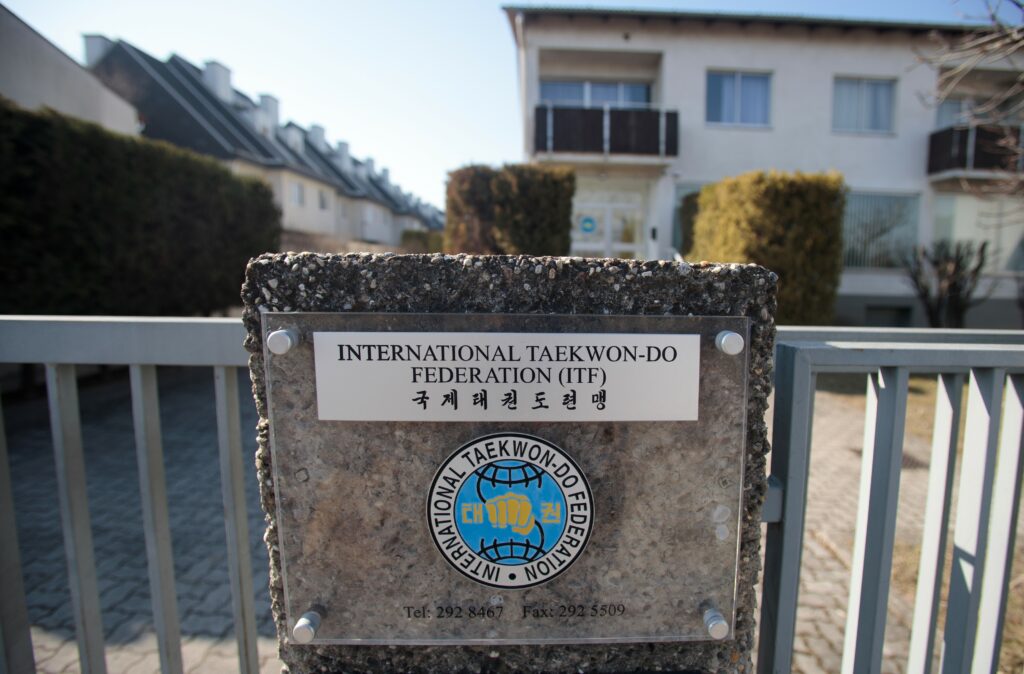 INTERNATIONAL TAEKWON-DO
FEDERATION (ITF)
국제태권도련맹
INTERNATIONAL TAEKWON-DO FEDERATION
태권
Tel: 292 8467 Fax: 292 5509